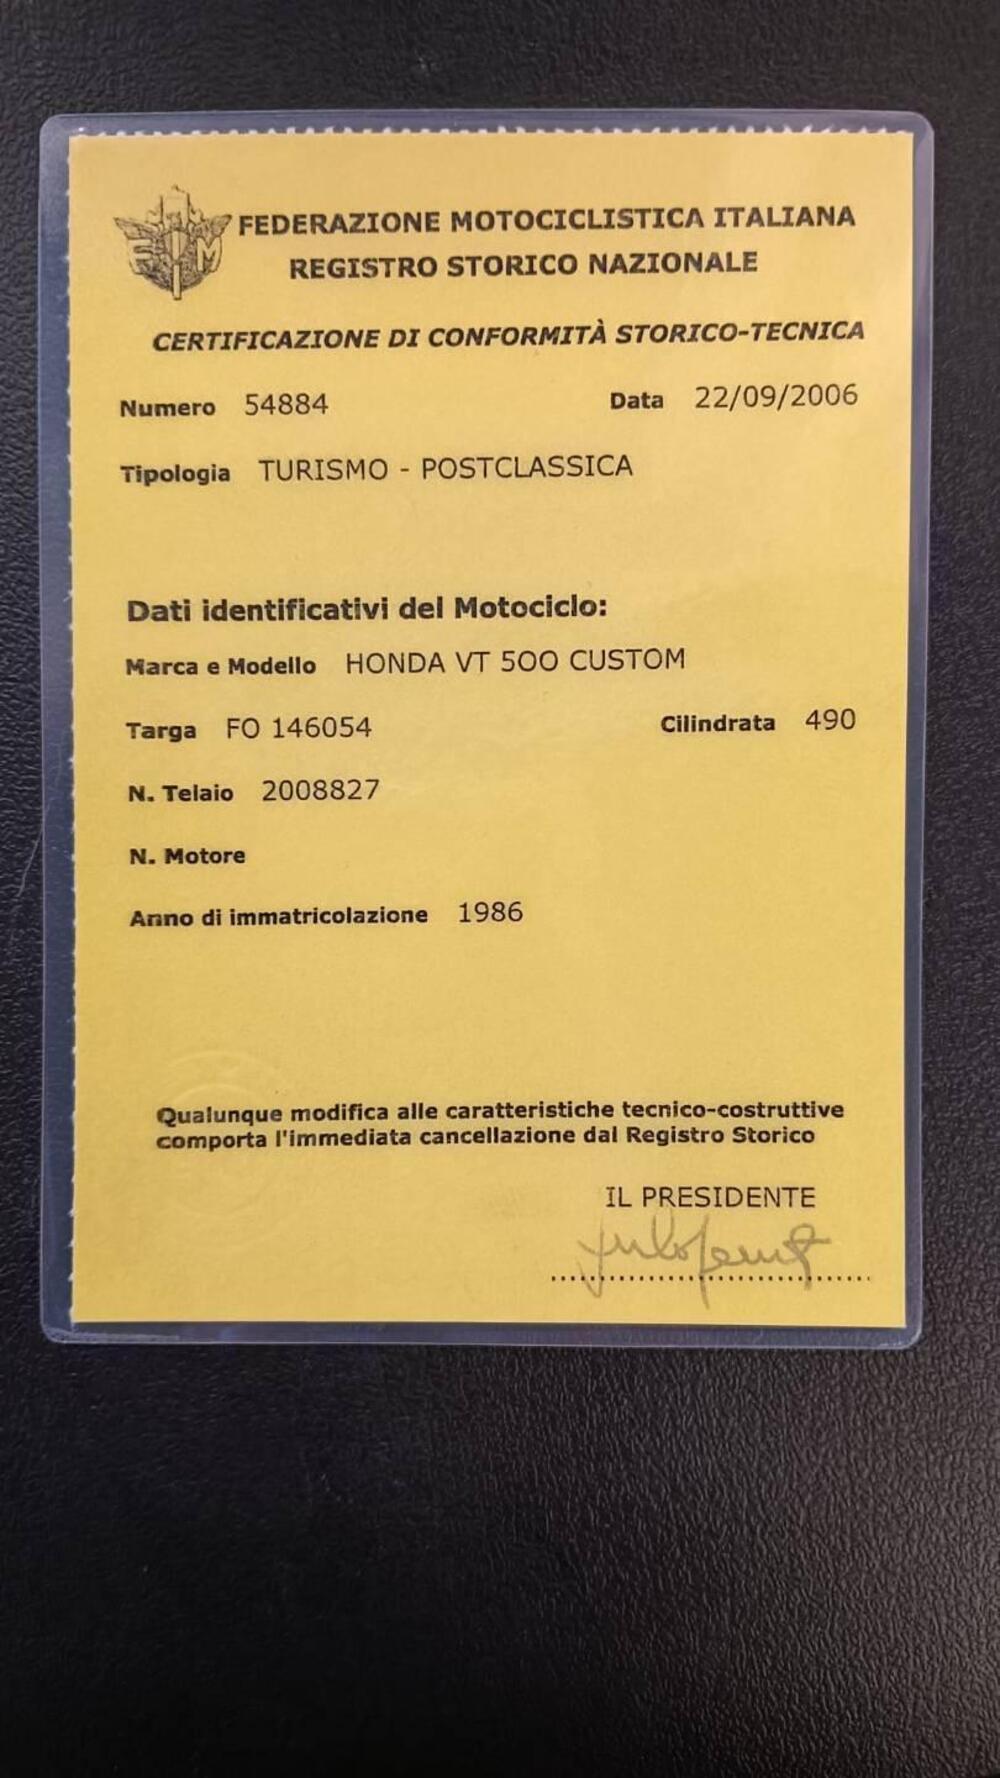 FMI
FEDERAZIONE MOTOCICLISTICA ITALIANA
REGISTRO STORICO NAZIONALE
CERTIFICAZIONE DI CONFORMITÀ STORICO-TECNICA
Numero 54884 Data 22/09/2006
Tipologia TURISMO - POSTCLASSICA
Dati identificativi del Motociclo:
Marca e Modello HONDA VT 500 CUSTOM
Targa FO 146054 Cilindrata 490
N. Telaio 2008827
N. Motore
Anno di immatricolazione 1986
Qualunque modifica alle caratteristiche tecnico-costruttive
comporta l'immediata cancellazione dal Registro Storico
IL PRESIDENTE